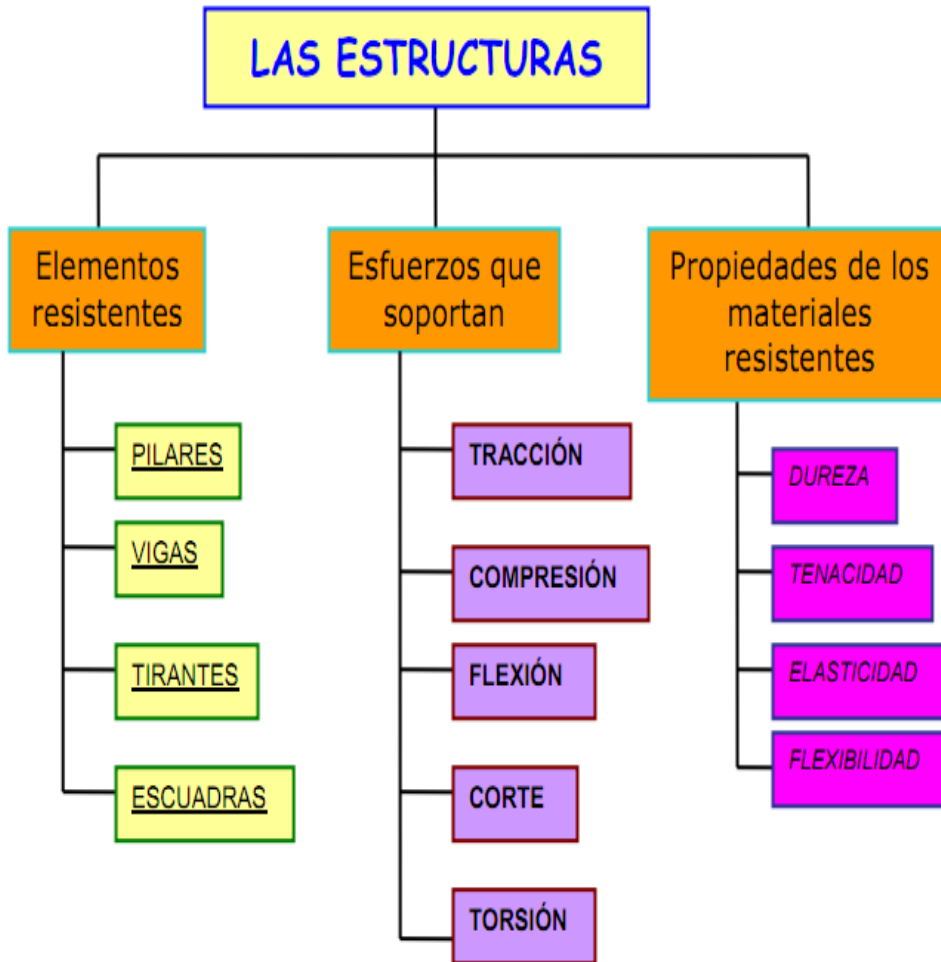 LAS ESTRUCTURAS
Elementos
resistentes
PILARES
VIGAS
TIRANTES
ESCUADRAS
Esfuerzos que
soportan
TRACCIÓN
COMPRESIÓN
FLEXIÓN
CORTE
TORSIÓN
Propiedades de los
materiales
resistentes
DUREZA
TENACIDAD
ELASTICIDAD
FLEXIBILIDAD